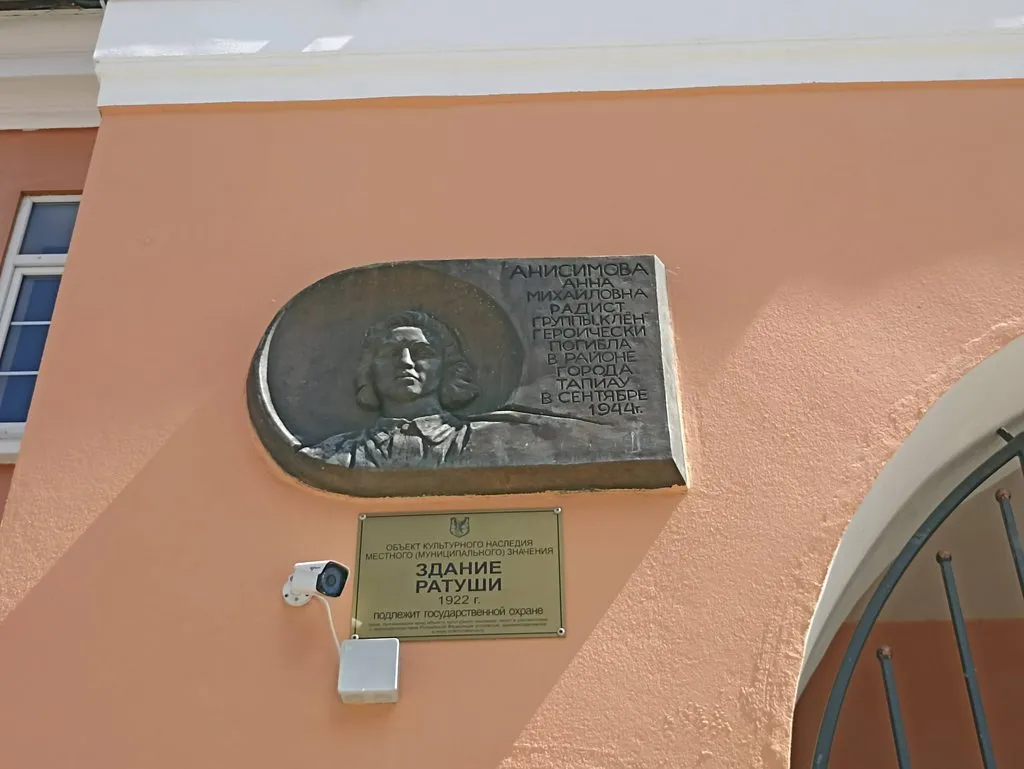 АНИСИМОВА
АННА
МИХАЙЛОВНА
РАДИСТ
ГРУППЫ „КЛЕН”
ГЕРОИЧЕСКИ
ПОГИБЛА
В РАЙОНЕ
ГОРОДА
ТАПИАУ
В СЕНТЯБРЕ
1944г.
ОБЪЕКТ КУЛЬТУРНОГО НАСЛЕДИЯ
МЕСТНОГО (МУНИЦИПАЛЬНОГО) ЗНАЧЕНИЯ
ЗДАНИЕ
РАТУШИ
1922 г.
подлежит государственной охране